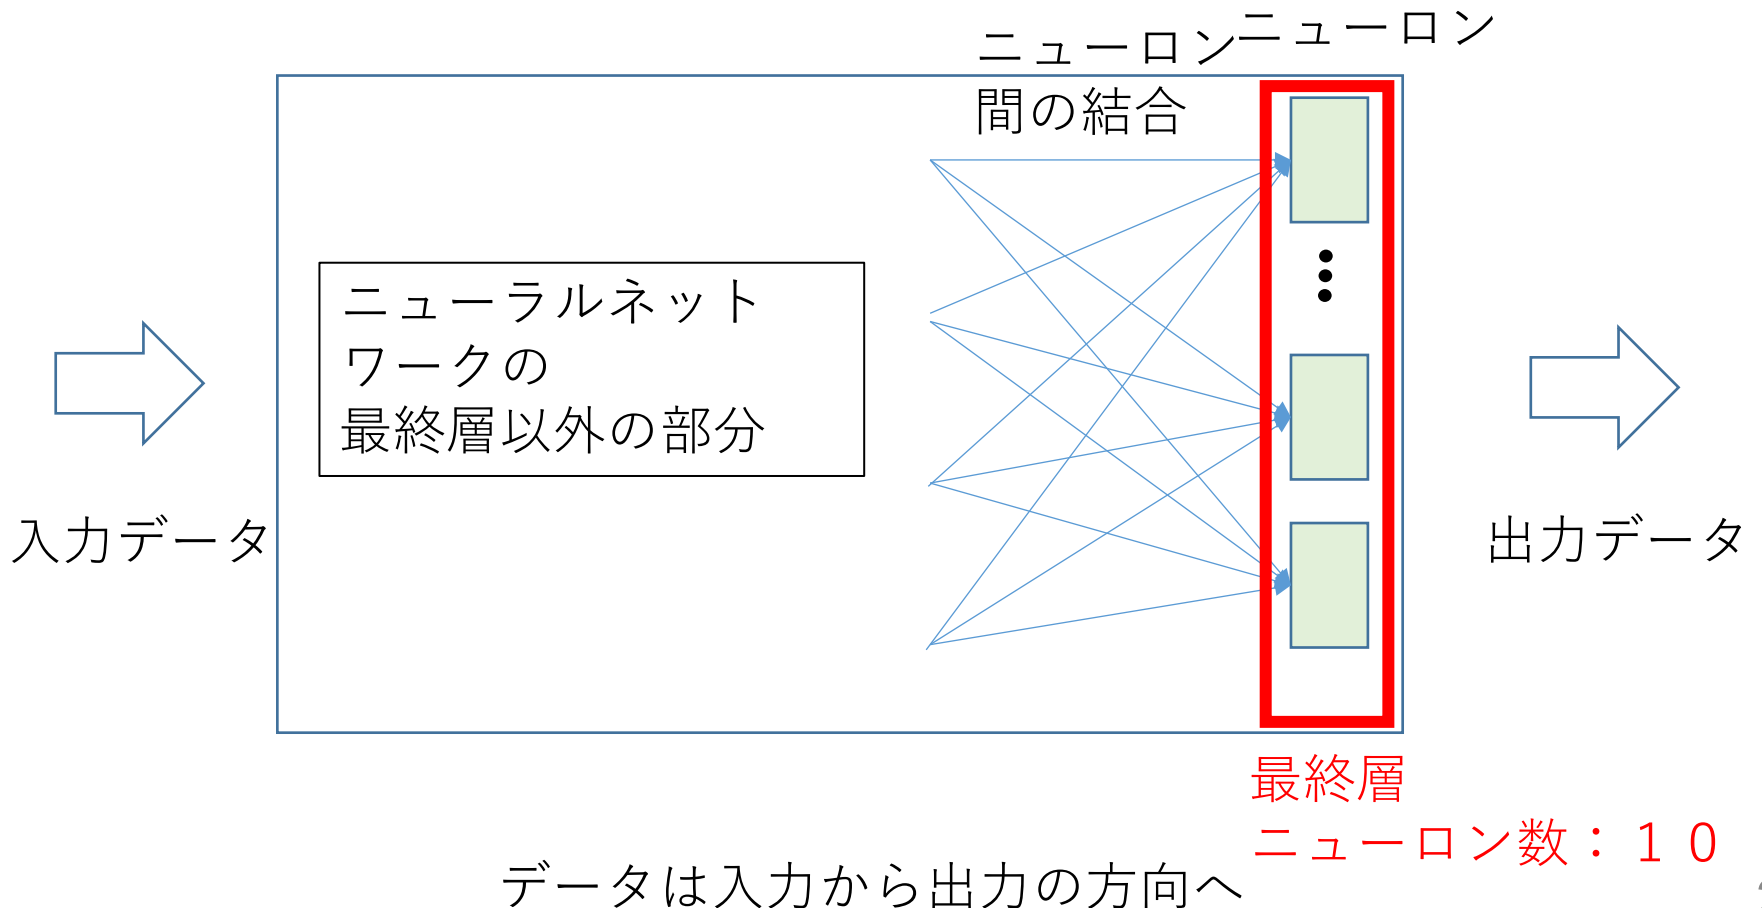 ニューロン
間の結合
ニューロン
ニューラルネット
ワークの
最終層以外の部分
入力データ
出力データ
最終層
ニューロン数：１０
データは入力から出力の方向へ